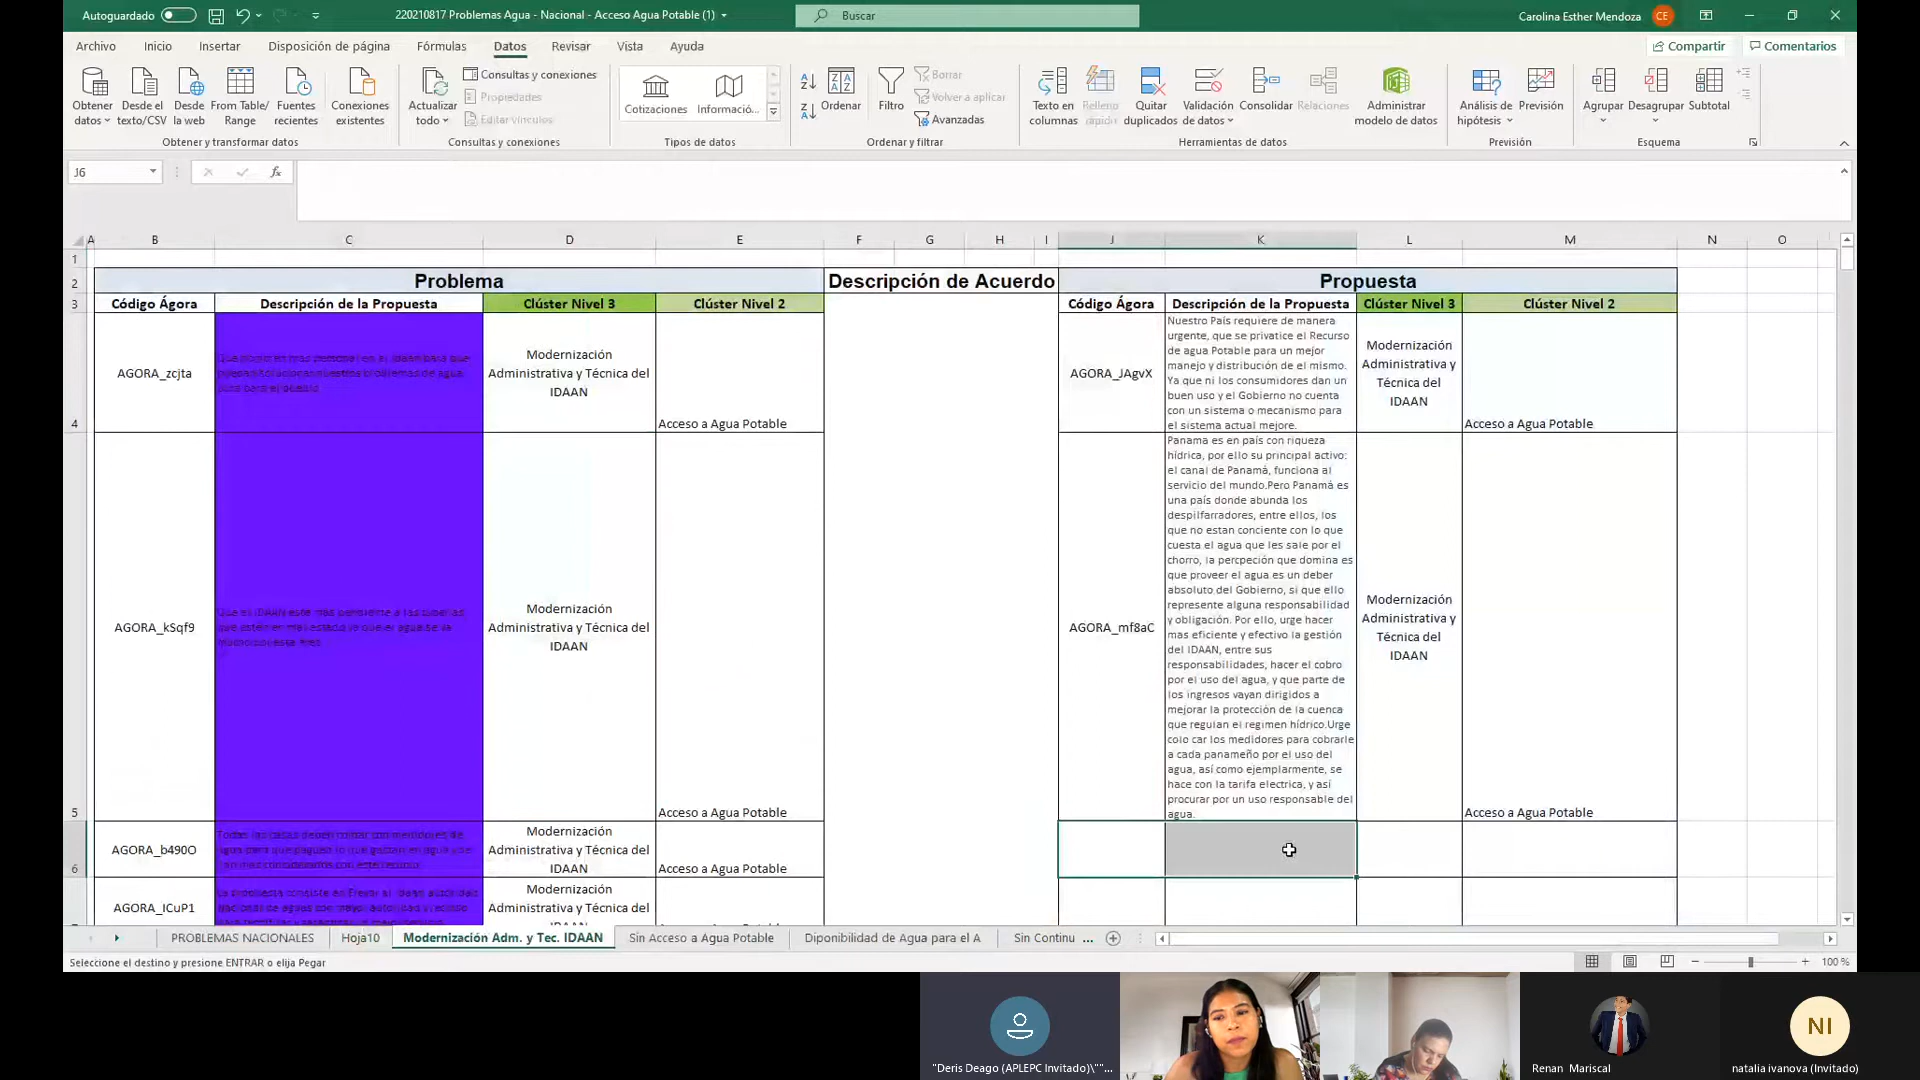 Autoguardado
220210817 Problemas Agua - Nacional - Acceso Agua Potable (1)
Buscar
Carolina Esther Mendoza
CE
Archivo
Inicio
Insertar
Disposición de página
Fórmulas
Datos
Revisar
Vista
Ayuda
Compartir
Comentarios
Obtener datos
Desde el texto/CSV
Desde la web
From Table/ Range
Fuentes recientes
Conexiones existentes
Obtener y transformar datos
Actualizar todo
Consultas y conexiones
Propiedades
Editar vínculos
Consultas y conexiones
Cotizaciones
Informació...
Tipos de datos
Ordenar
Filtro
Borrar
Volver a aplicar
Avanzadas
Ordenar y filtrar
Texto en columnas
Relleno rápido
Quitar duplicados
Validación de datos
Consolidar
Relaciones
Administrar modelo de datos
Herramientas de datos
Análisis de hipótesis
Previsión
Previsión
Agrupar
Desagrupar
Subtotal
Esquema
J6
fx
A B C D E F G H I J K L M N O
1
2
Problema
Descripción de Acuerdo
Propuesta
3
Código Ágora
Descripción de la Propuesta
Clúster Nivel 3
Clúster Nivel 2
Código Ágora
Descripción de la Propuesta
Clúster Nivel 3
Clúster Nivel 2
4
AGORA_zcjta
Modernización
Administrativa y Técnica del
IDAAN
Acceso a Agua Potable
AGORA_JAgvX
Nuestro País requiere de manera
urgente, que se privatice el Recurso
de agua Potable para un mejor
manejo y distribución de el mismo.
Ya que ni los consumidores dan un
buen uso y el Gobierno no cuenta
con un sistema o mecanismo para
el sistema actual mejore.
Modernización
Administrativa y
Técnica del
IDAAN
Acceso a Agua Potable
5
AGORA_kSqf9
Modernización
Administrativa y Técnica del
IDAAN
Acceso a Agua Potable
AGORA_mf8aC
Panama es en país con riqueza
hídrica, por ello su principal activo:
el canal de Panamá, funciona al
servicio del mundo.Pero Panamá es
una país donde abunda los
despilfarradores, entre ellos, los
que no estan conciente con lo que
cuesta el agua que les sale por el
chorro, la percpeción que domina es
que proveer el agua es un deber
absoluto del Gobierno, si que ello
represente alguna responsabilidad
y obligación. Por ello, urge hacer
mas eficiente y efectivo la gestión
del IDAAN, entre sus
responsabilidades, hacer el cobro
por el uso del agua, y que parte de
los ingresos vayan dirigidos a
mejorar la protección de la cuenca
que regulan el regimen hídrico.Urge
colo car los medidores para cobrarle
a cada panameño por el uso del
agua, así como ejemplarmente, se
hace con la tarifa electrica, y así
procurar por un uso responsable del
agua.
Modernización
Administrativa y
Técnica del
IDAAN
Acceso a Agua Potable
6
AGORA_b490O
Modernización
Administrativa y Técnica del
IDAAN
Acceso a Agua Potable
AGORA_ICuP1
Modernización
Administrativa y Técnica del
PROBLEMAS NACIONALES
Hoja10
Modernización Adm. y Tec. IDAAN
Sin Acceso a Agua Potable
Diponibilidad de Agua para el A
Sin Continu ...
Seleccione el destino y presione ENTRAR o elija Pegar
100 %
"Deris Deago (APLEPC Invitado)\""...
Renan Mariscal
NI
natalia ivanova (Invitado)